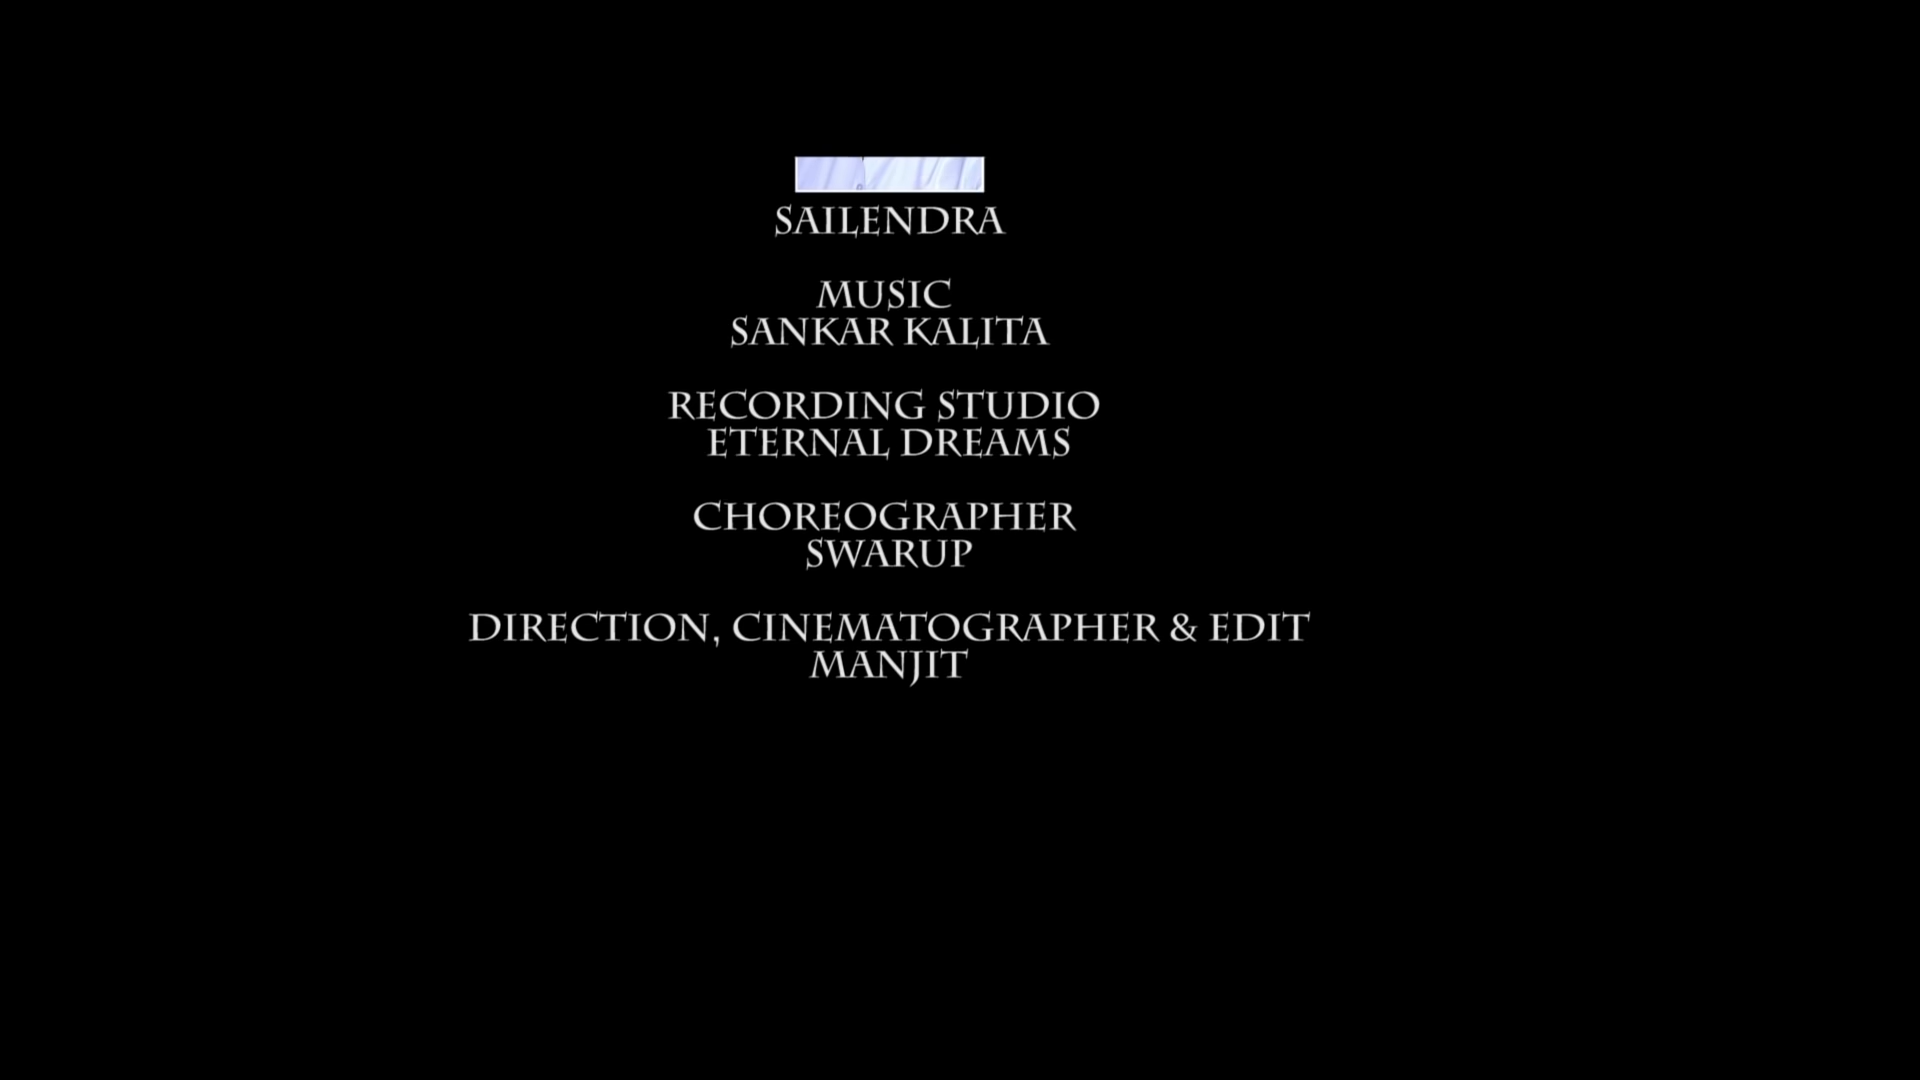 SAILENDRA
MUSIC
SANKAR KALITA
RECORDING STUDIO
ETERNAL DREAMS
CHOREOGRAPHER
SWARUP
DIRECTION, CINEMATOGRAPHER & EDIT
MANJIT